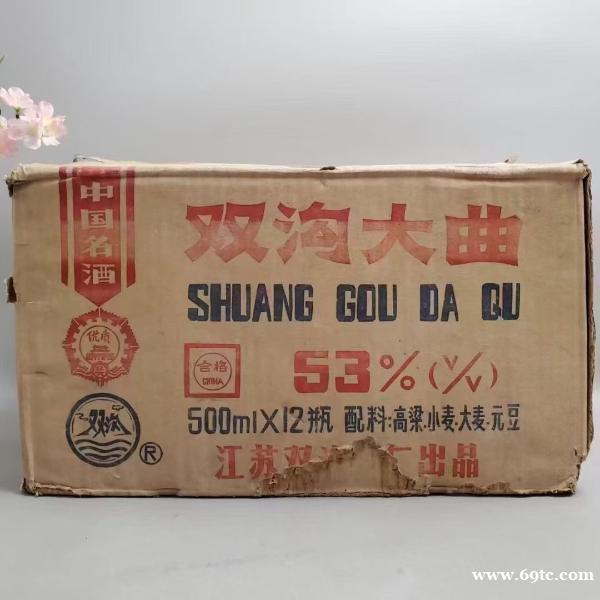 中国名酒
双沟大曲
SHUANG GOU DA QU
优质
合格
CHINA
53%(V/V)
双沟
®
500ml×12瓶 配料:高粱.小麦.大麦.元豆
江苏双 出品
www.69tc.com